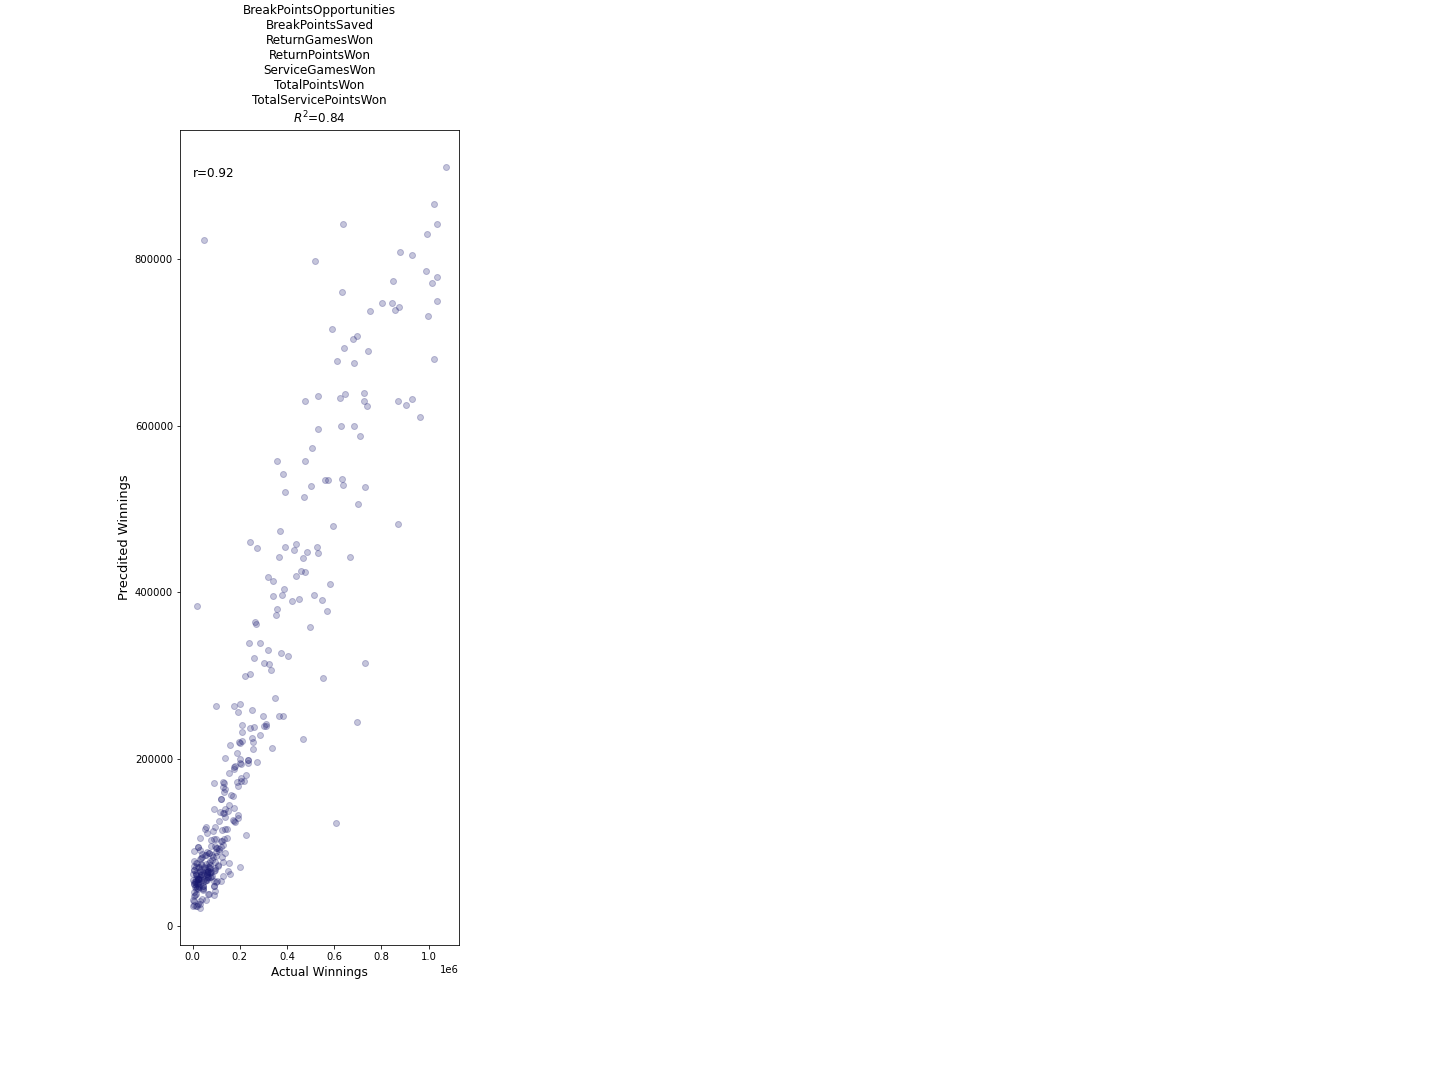 BreakPointsOpportunities
BreakPointsSaved
ReturnGamesWon
ReturnPointsWon
ServiceGamesWon
TotalPointsWon
TotalServicePointsWon
R²=0.84
r=0.92
800000
600000
400000
200000
0
Precdited Winnings
0.0 0.2 0.4 0.6 0.8 1.0
1e6
Actual Winnings